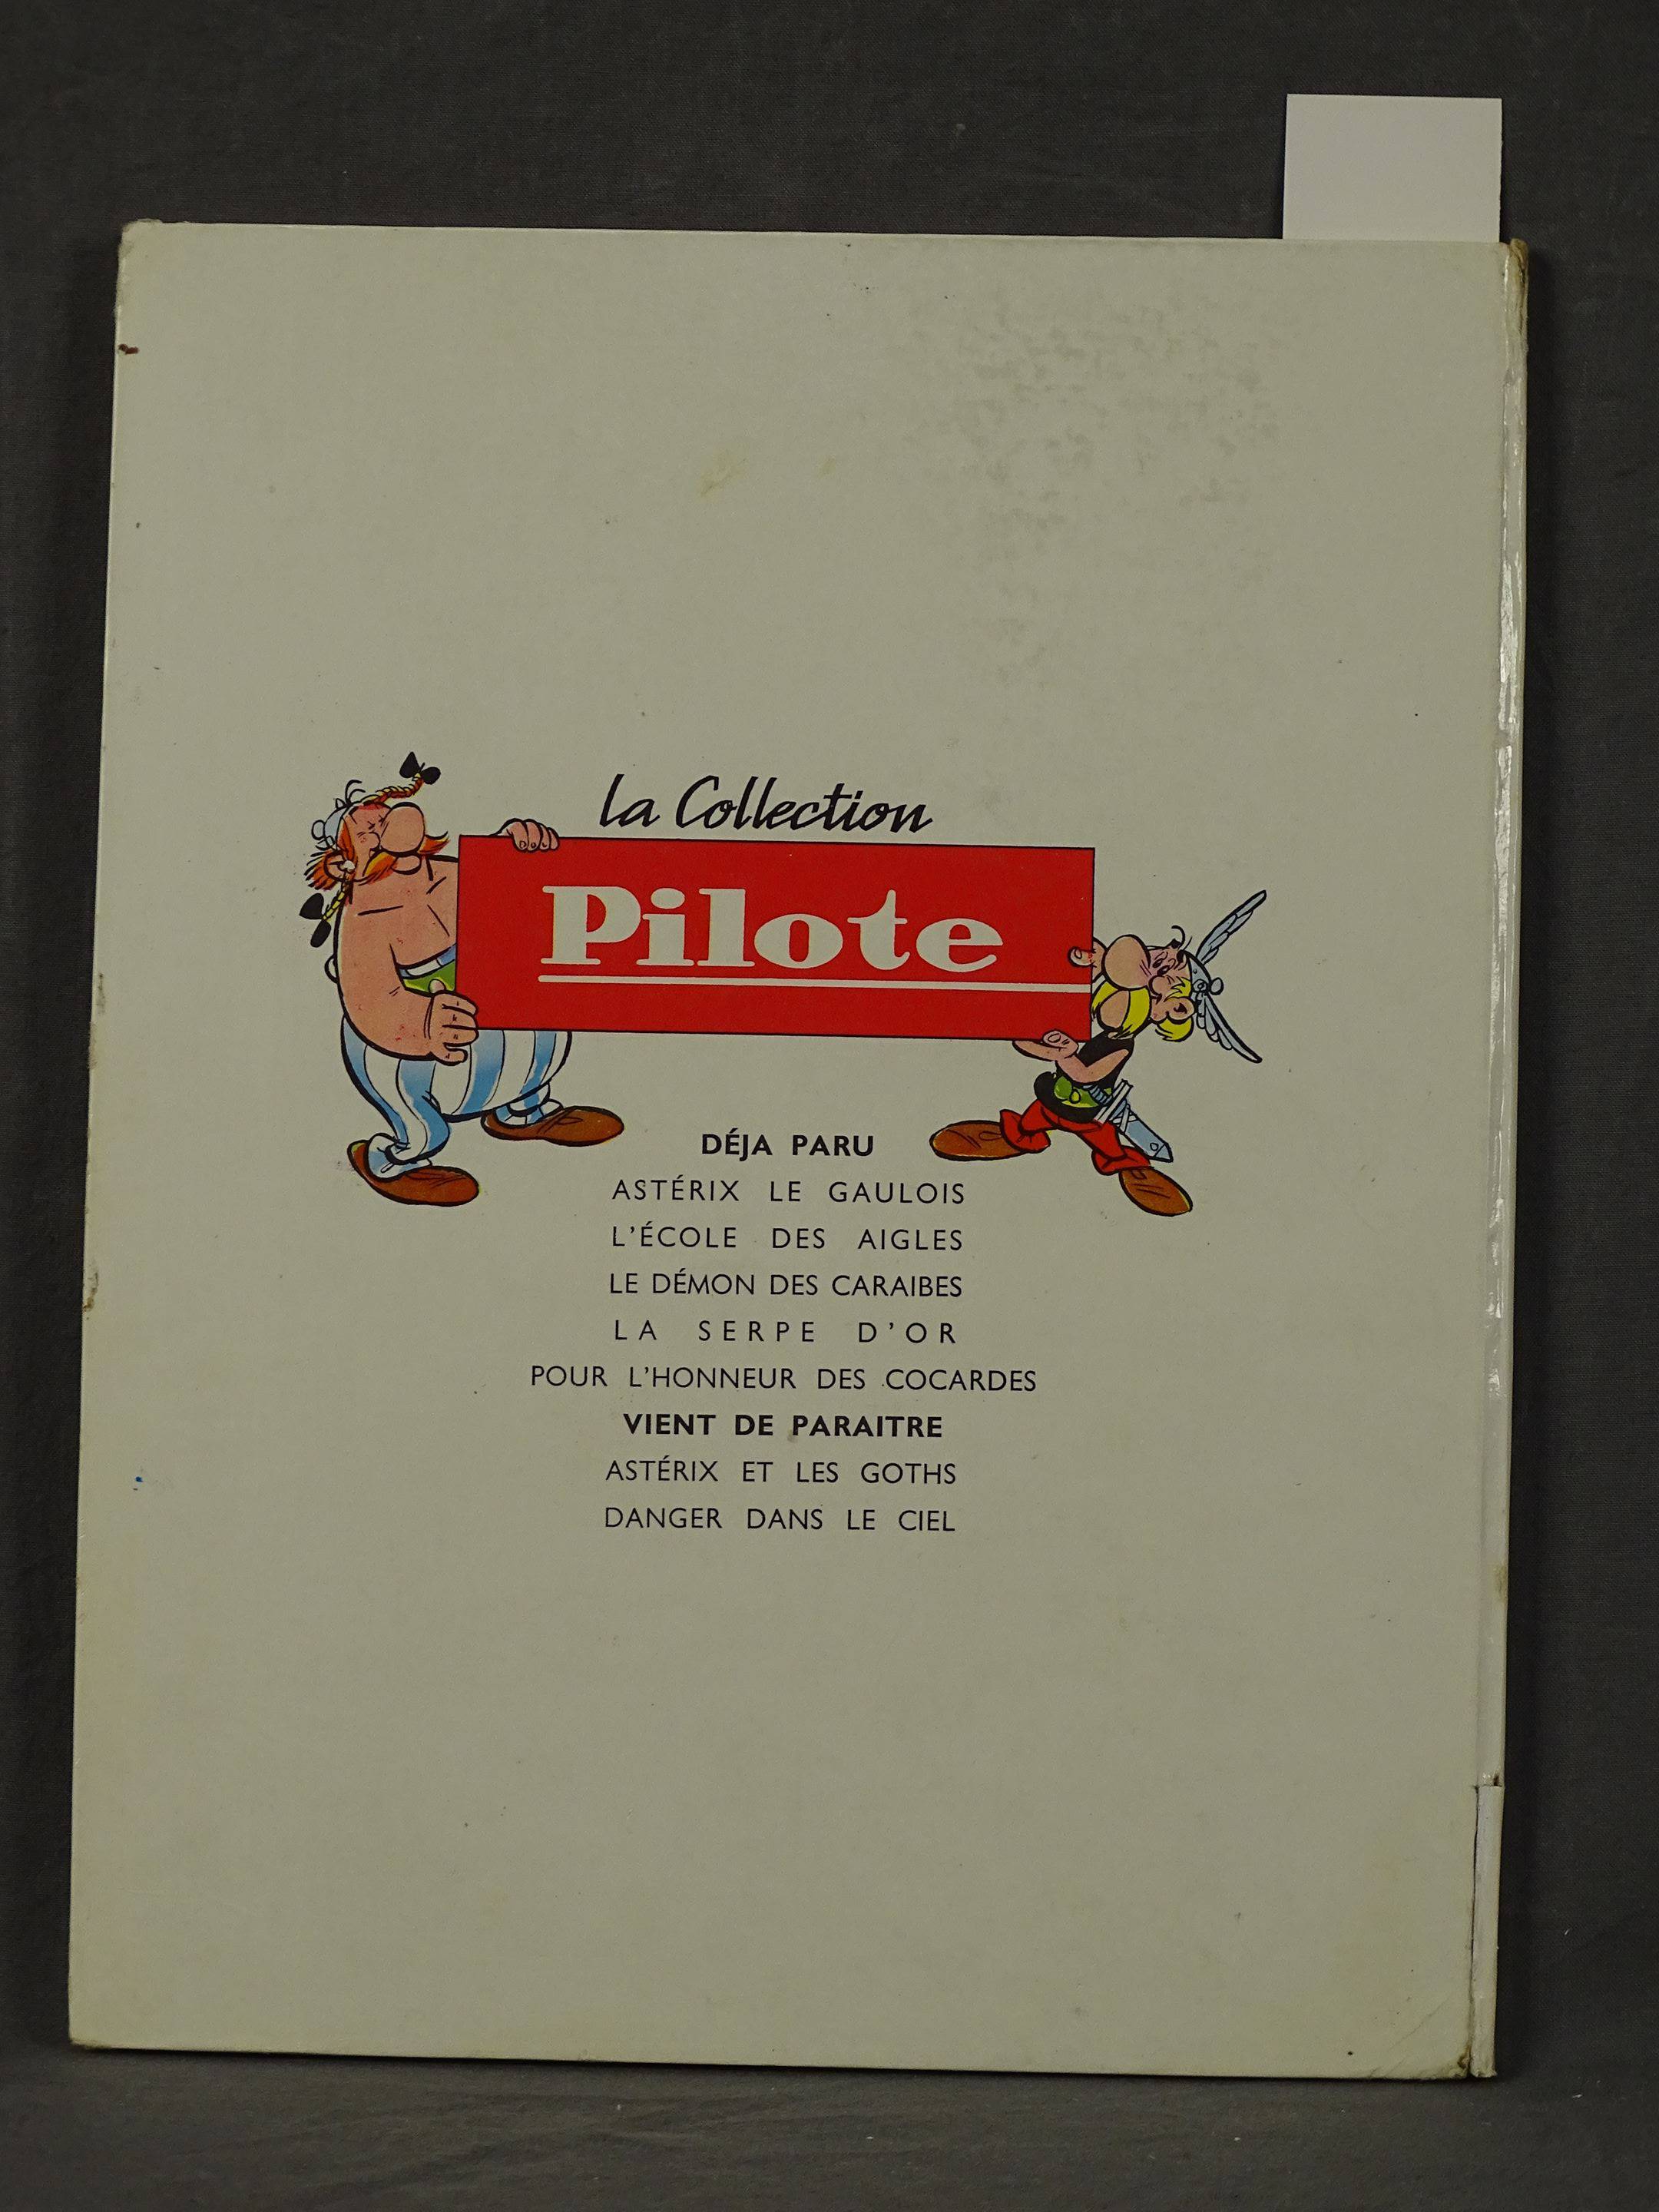 la Collection
Pilote
DÉJA PARU
ASTÉRIX LE GAULOIS
L'ÉCOLE DES AIGLES
LE DÉMON DES CARAIBES
LA SERPE D'OR
POUR L'HONNEUR DES COCARDES
VIENT DE PARAITRE
ASTÉRIX ET LES GOTHS
DANGER DANS LE CIEL